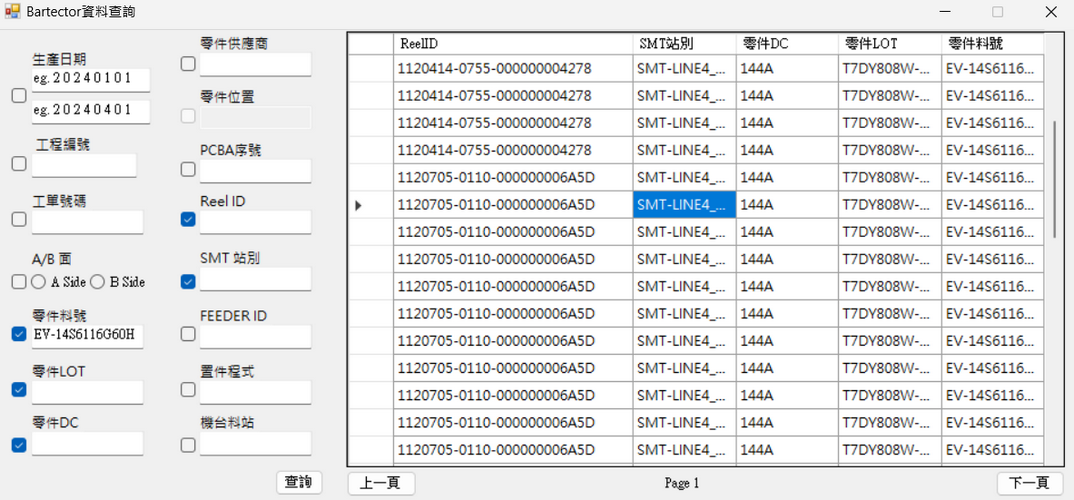 Bartector資料查詢
生產日期
eg.20240101
eg.20240401
工程編號
工單號碼
A/B 面
A Side B Side
零件料號
EV-14S6116G60H
零件LOT
零件DC
零件供應商
零件位置
PCBA序號
Reel ID
SMT 站別
FEEDER ID
置件程式
機台料站
查詢
ReelID SMT站別 零件DC 零件LOT 零件料號
1120414-0755-000000004278 SMT-LINE4_... 144A T7DY808W-... EV-14S6116...
1120414-0755-000000004278 SMT-LINE4_... 144A T7DY808W-... EV-14S6116...
1120414-0755-000000004278 SMT-LINE4_... 144A T7DY808W-... EV-14S6116...
1120414-0755-000000004278 SMT-LINE4_... 144A T7DY808W-... EV-14S6116...
1120705-0110-000000006A5D SMT-LINE4_... 144A T7DY808W-... EV-14S6116...
1120705-0110-000000006A5D SMT-LINE4_... 144A T7DY808W-... EV-14S6116...
1120705-0110-000000006A5D SMT-LINE4_... 144A T7DY808W-... EV-14S6116...
1120705-0110-000000006A5D SMT-LINE4_... 144A T7DY808W-... EV-14S6116...
1120705-0110-000000006A5D SMT-LINE4_... 144A T7DY808W-... EV-14S6116...
1120705-0110-000000006A5D SMT-LINE4_... 144A T7DY808W-... EV-14S6116...
1120705-0110-000000006A5D SMT-LINE4_... 144A T7DY808W-... EV-14S6116...
1120705-0110-000000006A5D SMT-LINE4_... 144A T7DY808W-... EV-14S6116...
1120705-0110-000000006A5D SMT-LINE4_... 144A T7DY808W-... EV-14S6116...
1120705-0110-000000006A5D SMT-LINE4_... 144A T7DY808W-... EV-14S6116...
1120705-0110-000000006A5D SMT-LINE4_... 144A T7DY808W-... EV-14S6116...
上一頁 Page 1 下一頁